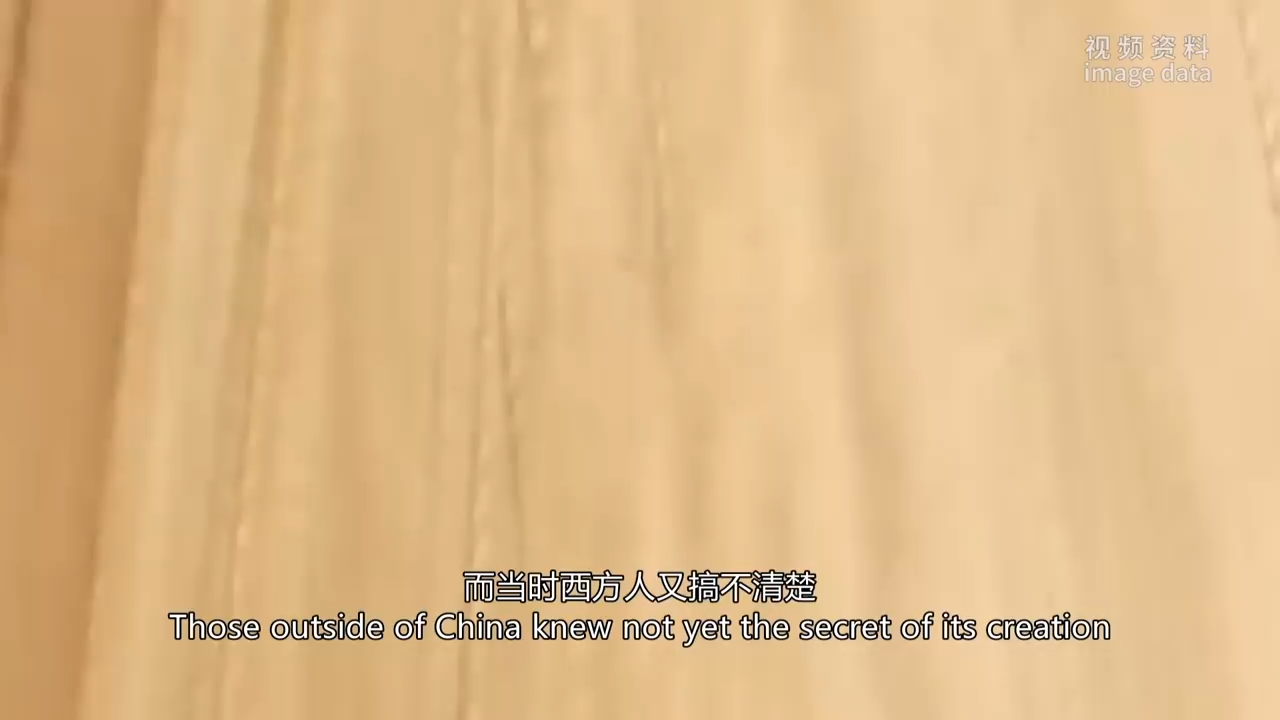 视频资料
image data
而当时西方人又搞不清楚
Those outside of China knew not yet the secret of its creation